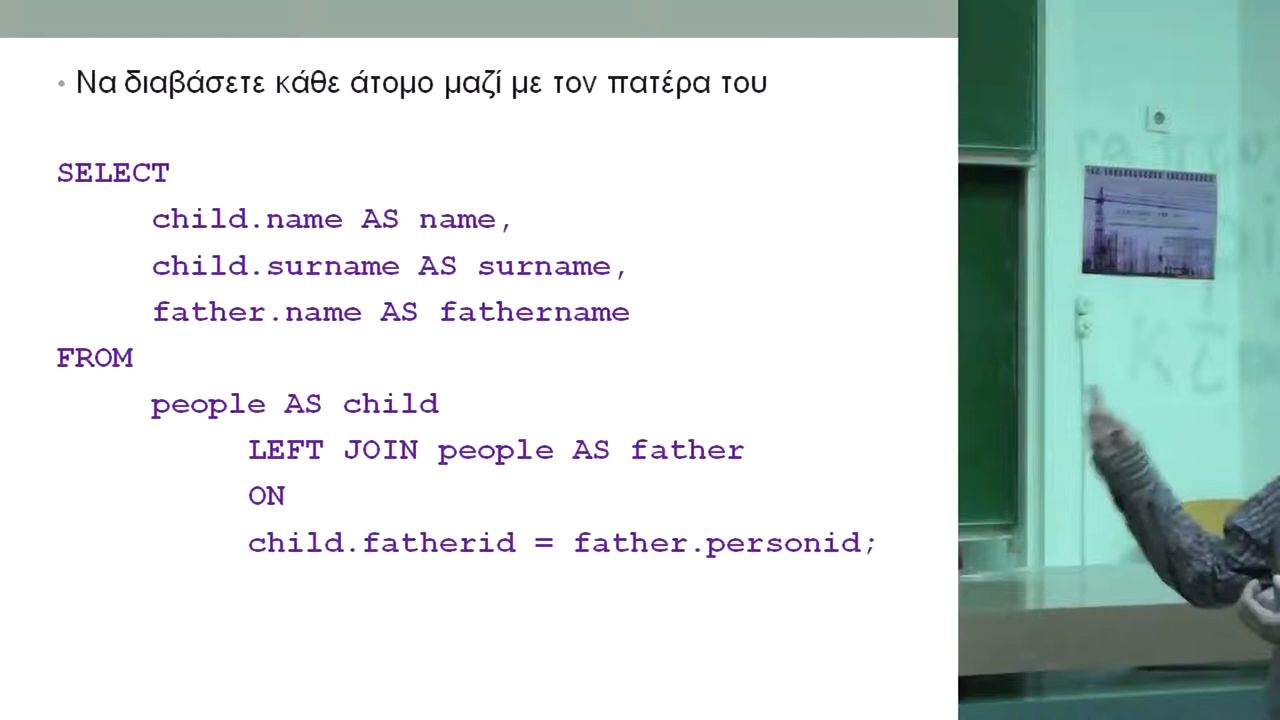 • Να διαβάσετε κάθε άτομο μαζί με τον πατέρα του
SELECT
child.name AS name,
child.surname AS surname,
father.name AS fathername
FROM
people AS child
LEFT JOIN people AS father
ON
child.fatherid = father.personid;